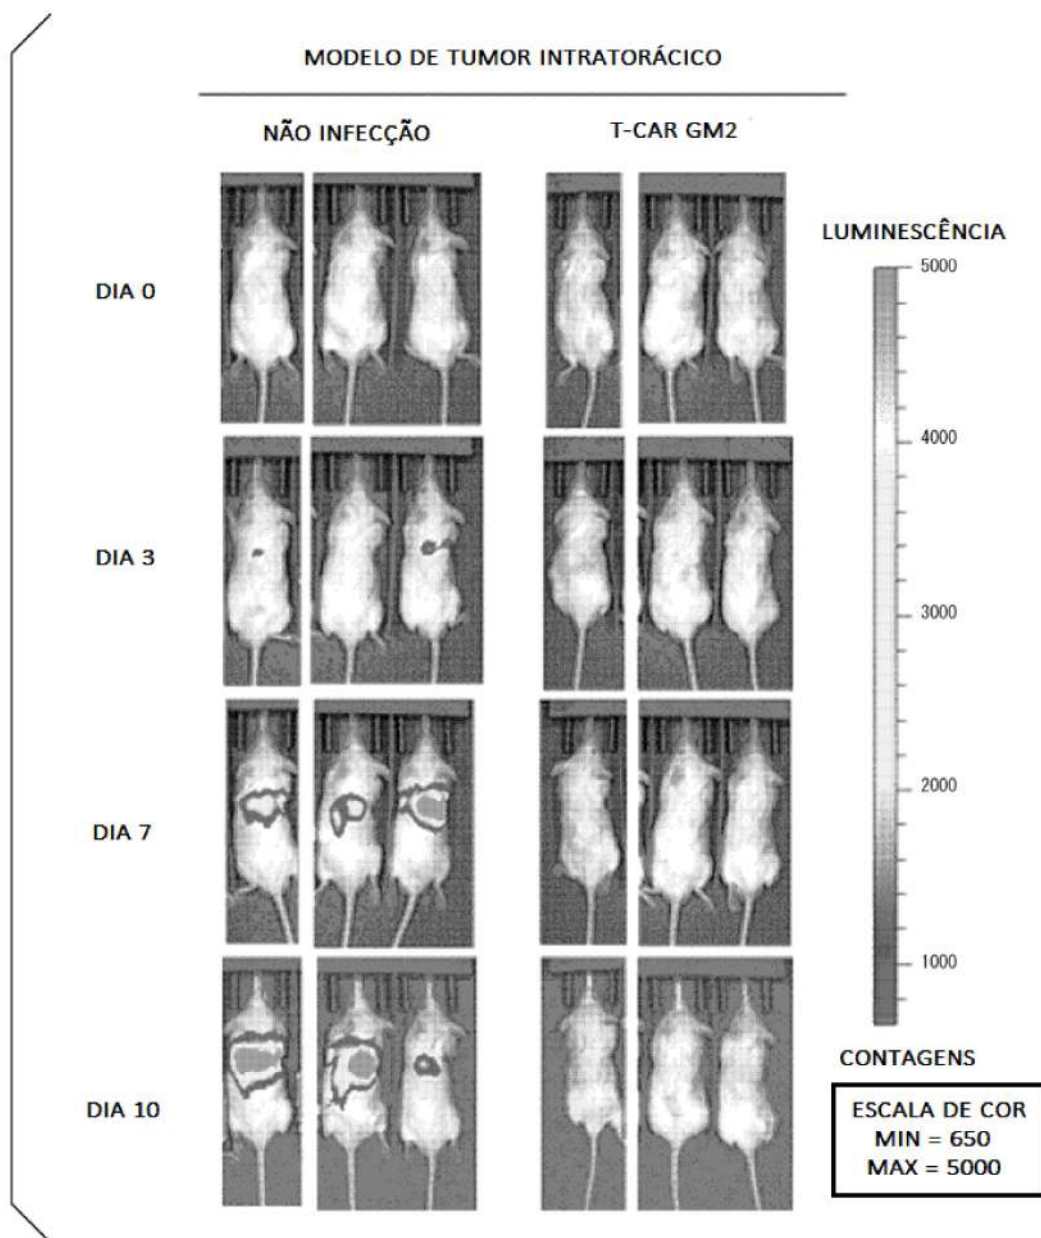 MODELO DE TUMOR INTRATORÁCICO
NÃO INFECÇÃO
T-CAR GM2
LUMINESCÊNCIA
5000
DIA 0
4000
DIA 3
3000
2000
DIA 7
1000
CONTAGENS
DIA 10
ESCALA DE COR
MIN = 650
MAX = 5000